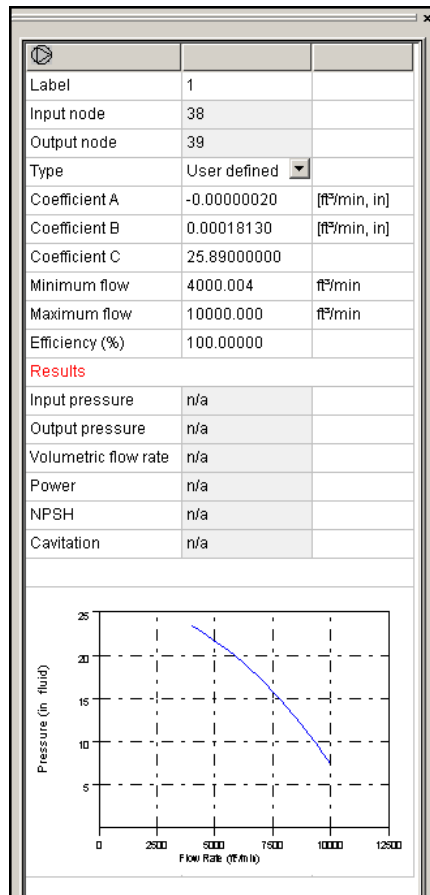 Label 1
Input node 38
Output node 39
Type User defined
Coefficient A -0.00000020 [ft³/min, in]
Coefficient B 0.00018130 [ft³/min, in]
Coefficient C 25.89000000
Minimum flow 4000.004 ft³/min
Maximum flow 10000.000 ft³/min
Efficiency (%) 100.00000
Results
Input pressure n/a
Output pressure n/a
Volumetric flow rate n/a
Power n/a
NPSH n/a
Cavitation n/a
Pressure (in fluid)
25
20
15
10
5
0 2500 5000 7500 10000 12500
Flow Rate (ft³/min)